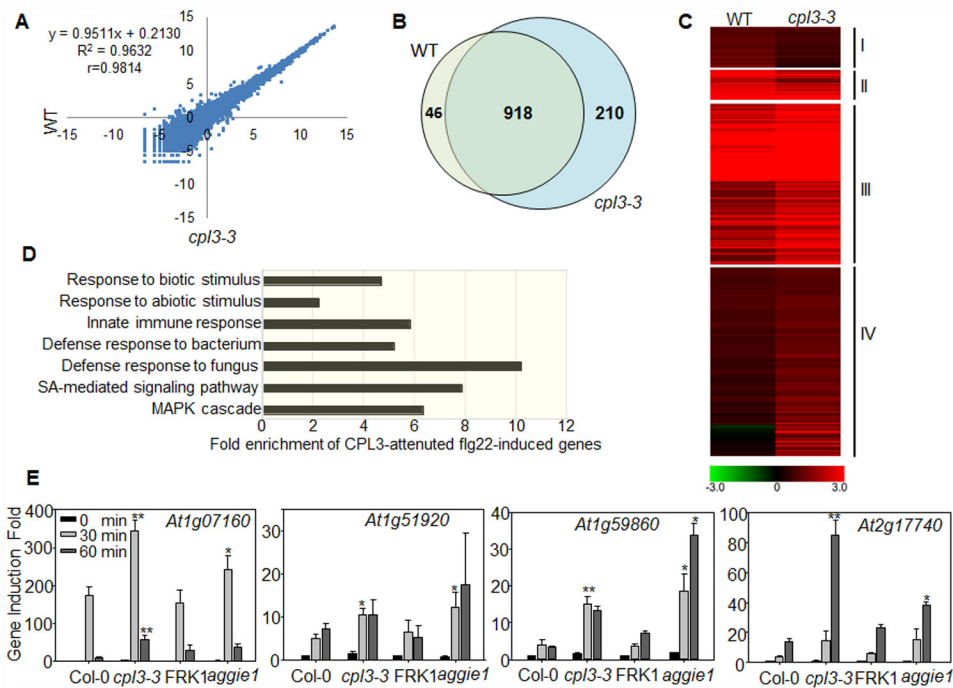 A
y = 0.9511x + 0.2130
R² = 0.9632
r=0.9814
15
10
5
0
-5
-10
-15
-15 -10 -5 0 5 10 15
WT
cpl3-3
B
WT
46
918
210
cpl3-3
C
WT cpl3-3
I
II
III
IV
-3.0 0 3.0
D
Response to biotic stimulus
Response to abiotic stimulus
Innate immune response
Defense response to bacterium
Defense response to fungus
SA-mediated signaling pathway
MAPK cascade
0 2 4 6 8 10 12
Fold enrichment of CPL3-attenuted flg22-induced genes
E
Gene Induction Fold
400
300
200
100
0
0 min
30 min
60 min
At1g07160
** ** *
Col-0 cpl3-3 FRK1 aggie1
30
20
10
0
At1g51920
* *
Col-0 cpl3-3 FRK1 aggie1
40
30
20
10
0
At1g59860
** * *
Col-0 cpl3-3 FRK1 aggie1
100
80
60
40
20
0
At2g17740
** *
Col-0 cpl3-3 FRK1 aggie1